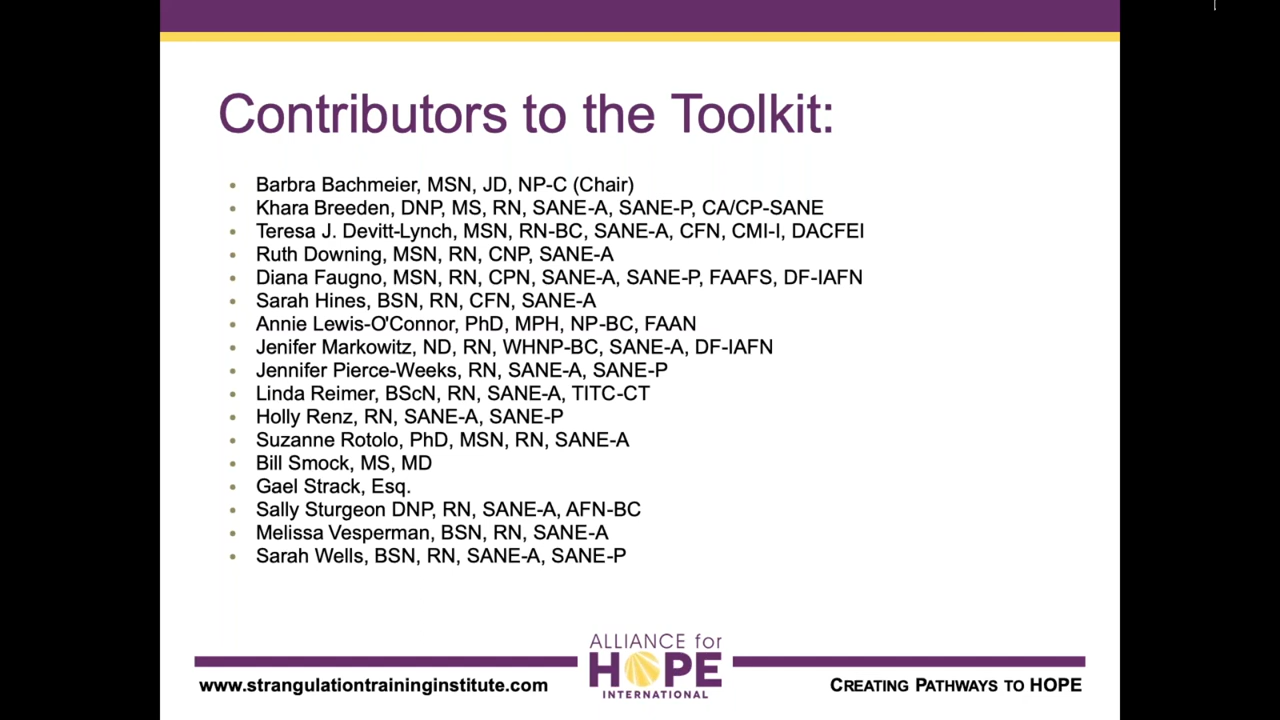 Contributors to the Toolkit:
• Barbra Bachmeier, MSN, JD, NP-C (Chair)
• Khara Breeden, DNP, MS, RN, SANE-A, SANE-P, CA/CP-SANE
• Teresa J. Devitt-Lynch, MSN, RN-BC, SANE-A, CFN, CMI-I, DACFEI
• Ruth Downing, MSN, RN, CNP, SANE-A
• Diana Faugno, MSN, RN, CPN, SANE-A, SANE-P, FAAFS, DF-IAFN
• Sarah Hines, BSN, RN, CFN, SANE-A
• Annie Lewis-O'Connor, PhD, MPH, NP-BC, FAAN
• Jenifer Markowitz, ND, RN, WHNP-BC, SANE-A, DF-IAFN
• Jennifer Pierce-Weeks, RN, SANE-A, SANE-P
• Linda Reimer, BScN, RN, SANE-A, TITC-CT
• Holly Renz, RN, SANE-A, SANE-P
• Suzanne Rotolo, PhD, MSN, RN, SANE-A
• Bill Smock, MS, MD
• Gael Strack, Esq.
• Sally Sturgeon DNP, RN, SANE-A, AFN-BC
• Melissa Vesperman, BSN, RN, SANE-A
• Sarah Wells, BSN, RN, SANE-A, SANE-P
ALLIANCE for
HOPE
INTERNATIONAL
www.strangulationtraininginstitute.com
CREATING PATHWAYS TO HOPE